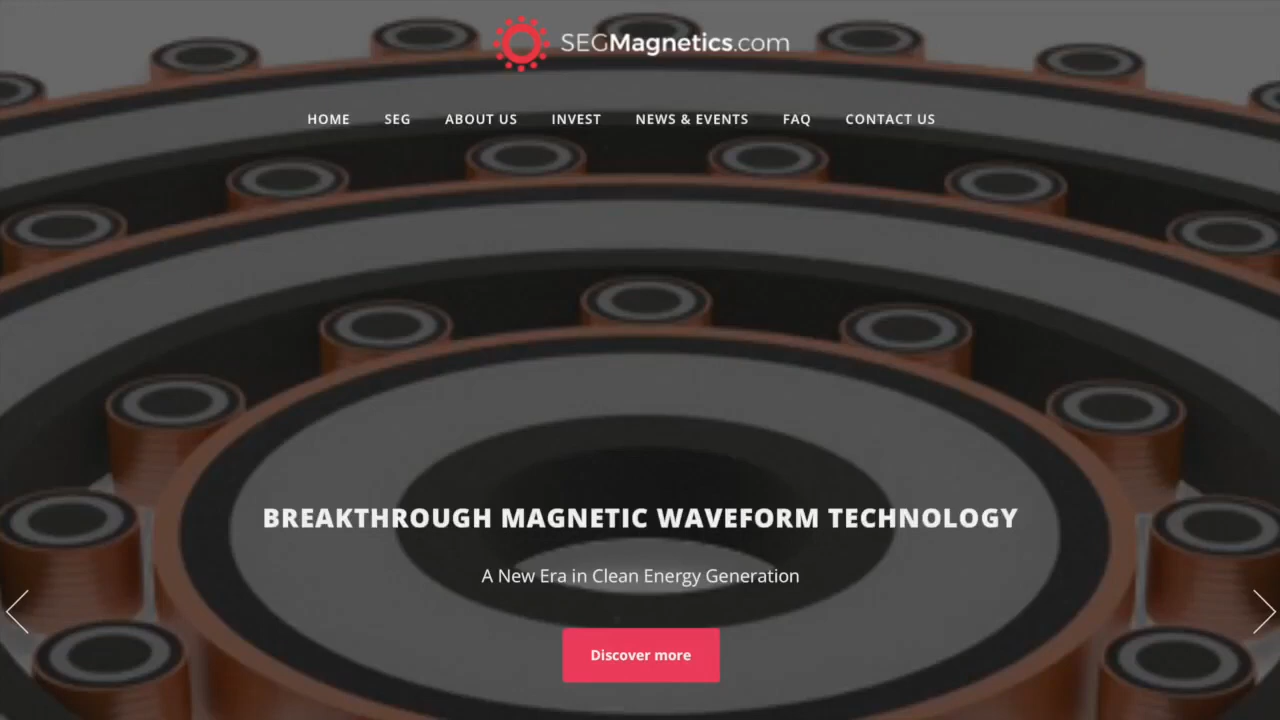 SEGMagnetics.com
HOME SEG ABOUT US INVEST NEWS & EVENTS FAQ CONTACT US
BREAKTHROUGH MAGNETIC WAVEFORM TECHNOLOGY
A New Era in Clean Energy Generation
Discover more